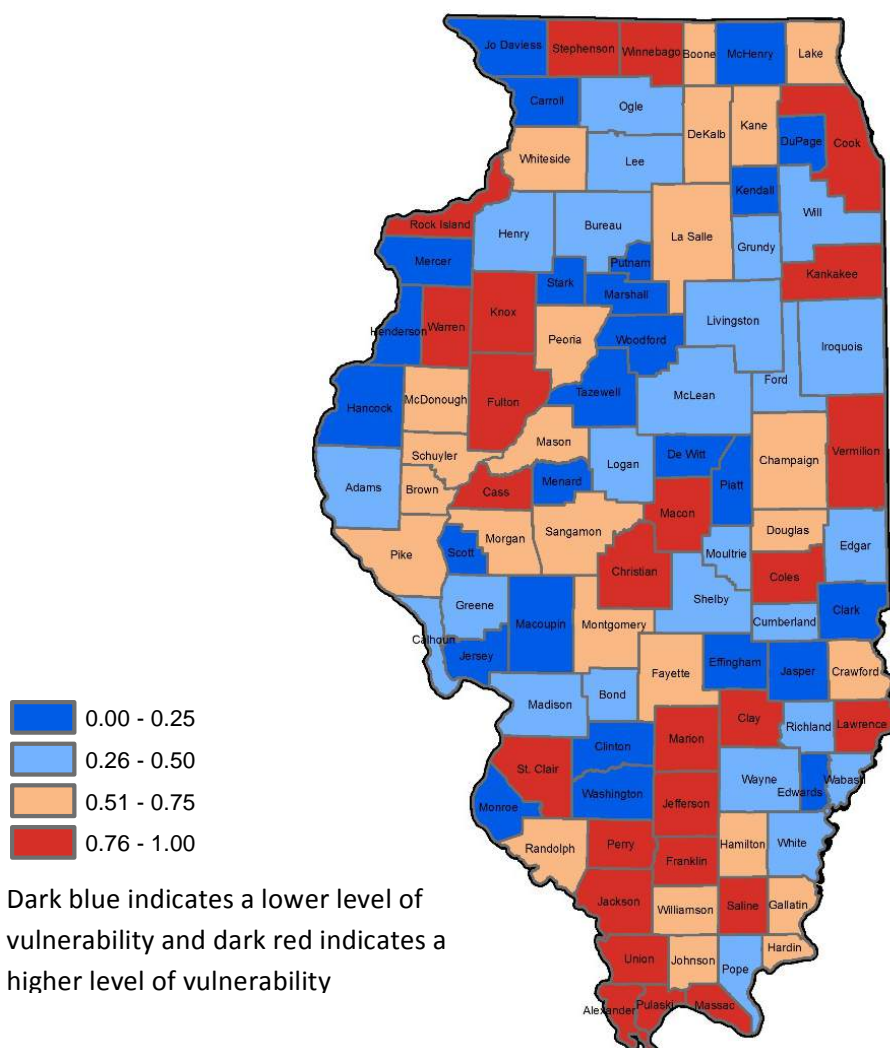 Jo Daviess
Stephenson
Winnebago
Boone
McHenry
Lake
Carroll
Ogle
DeKalb
Kane
DuPage
Cook
Whiteside
Lee
Kendall
Will
Rock Island
Henry
Bureau
La Salle
Grundy
Mercer
Putnam
Kankakee
Stark
Marshall
Henderson
Warren
Knox
Peoria
Woodford
Livingston
Iroquois
Ford
Hancock
McDonough
Fulton
Tazewell
McLean
Mason
Schuyler
Logan
De Witt
Champaign
Vermilion
Adams
Brown
Cass
Menard
Piatt
Macon
Pike
Scott
Morgan
Sangamon
Moultrie
Douglas
Edgar
Christian
Coles
Greene
Shelby
Calhoun
Macoupin
Montgomery
Cumberland
Clark
Jersey
Fayette
Effingham
Jasper
Crawford
Madison
Bond
Clay
Richland
Lawrence
Clinton
Marion
St. Clair
Wayne
Edwards
Wabash
Monroe
Washington
Jefferson
Randolph
Perry
Hamilton
White
Franklin
Jackson
Williamson
Saline
Gallatin
Union
Johnson
Pope
Hardin
Alexander
Pulaski
Massac
0.00 - 0.25
0.26 - 0.50
0.51 - 0.75
0.76 - 1.00
Dark blue indicates a lower level of
vulnerability and dark red indicates a
higher level of vulnerability